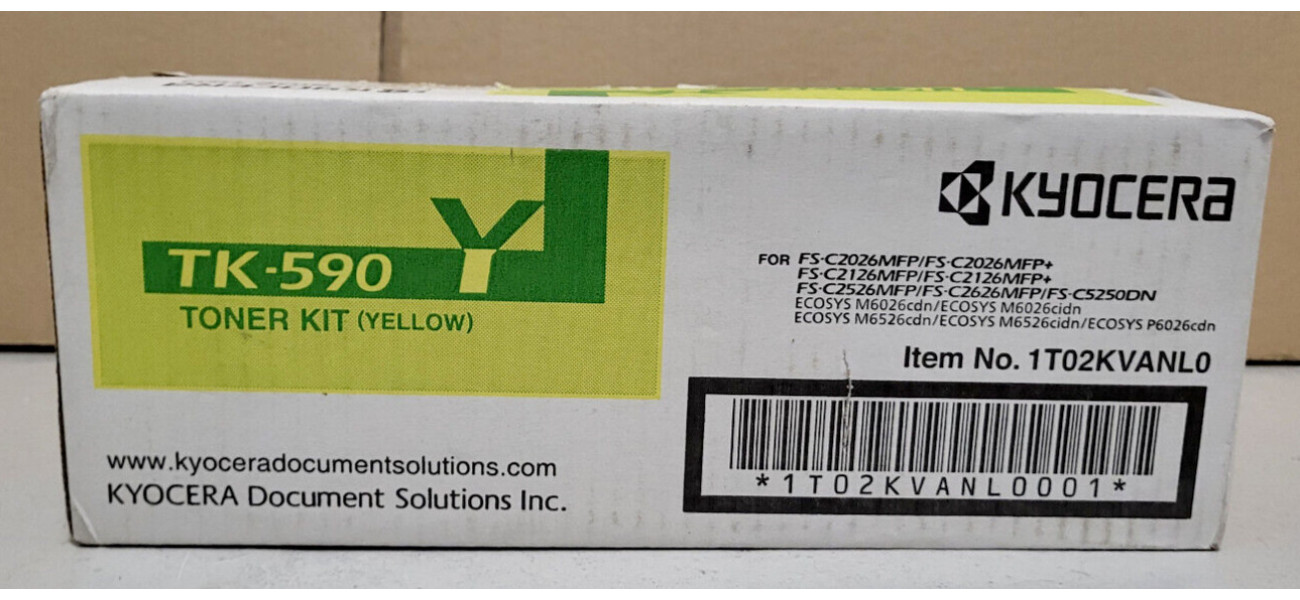 TK-590
Y
TONER KIT (YELLOW)
www.kyoceradocumentsolutions.com
KYOCERA Document Solutions Inc.
KYOCERA
FOR FS-C2026MFP/FS-C2026MFP+
FS-C2126MFP/FS-C2126MFP+
FS-C2526MFP/FS-C2626MFP/FS-C5250DN
ECOSYS M6026cdn/ECOSYS M6026cidn
ECOSYS M6526cdn/ECOSYS M6526cidn/ECOSYS P6026cdn
Item No. 1T02KVANL0
*1T02KVANL0001*